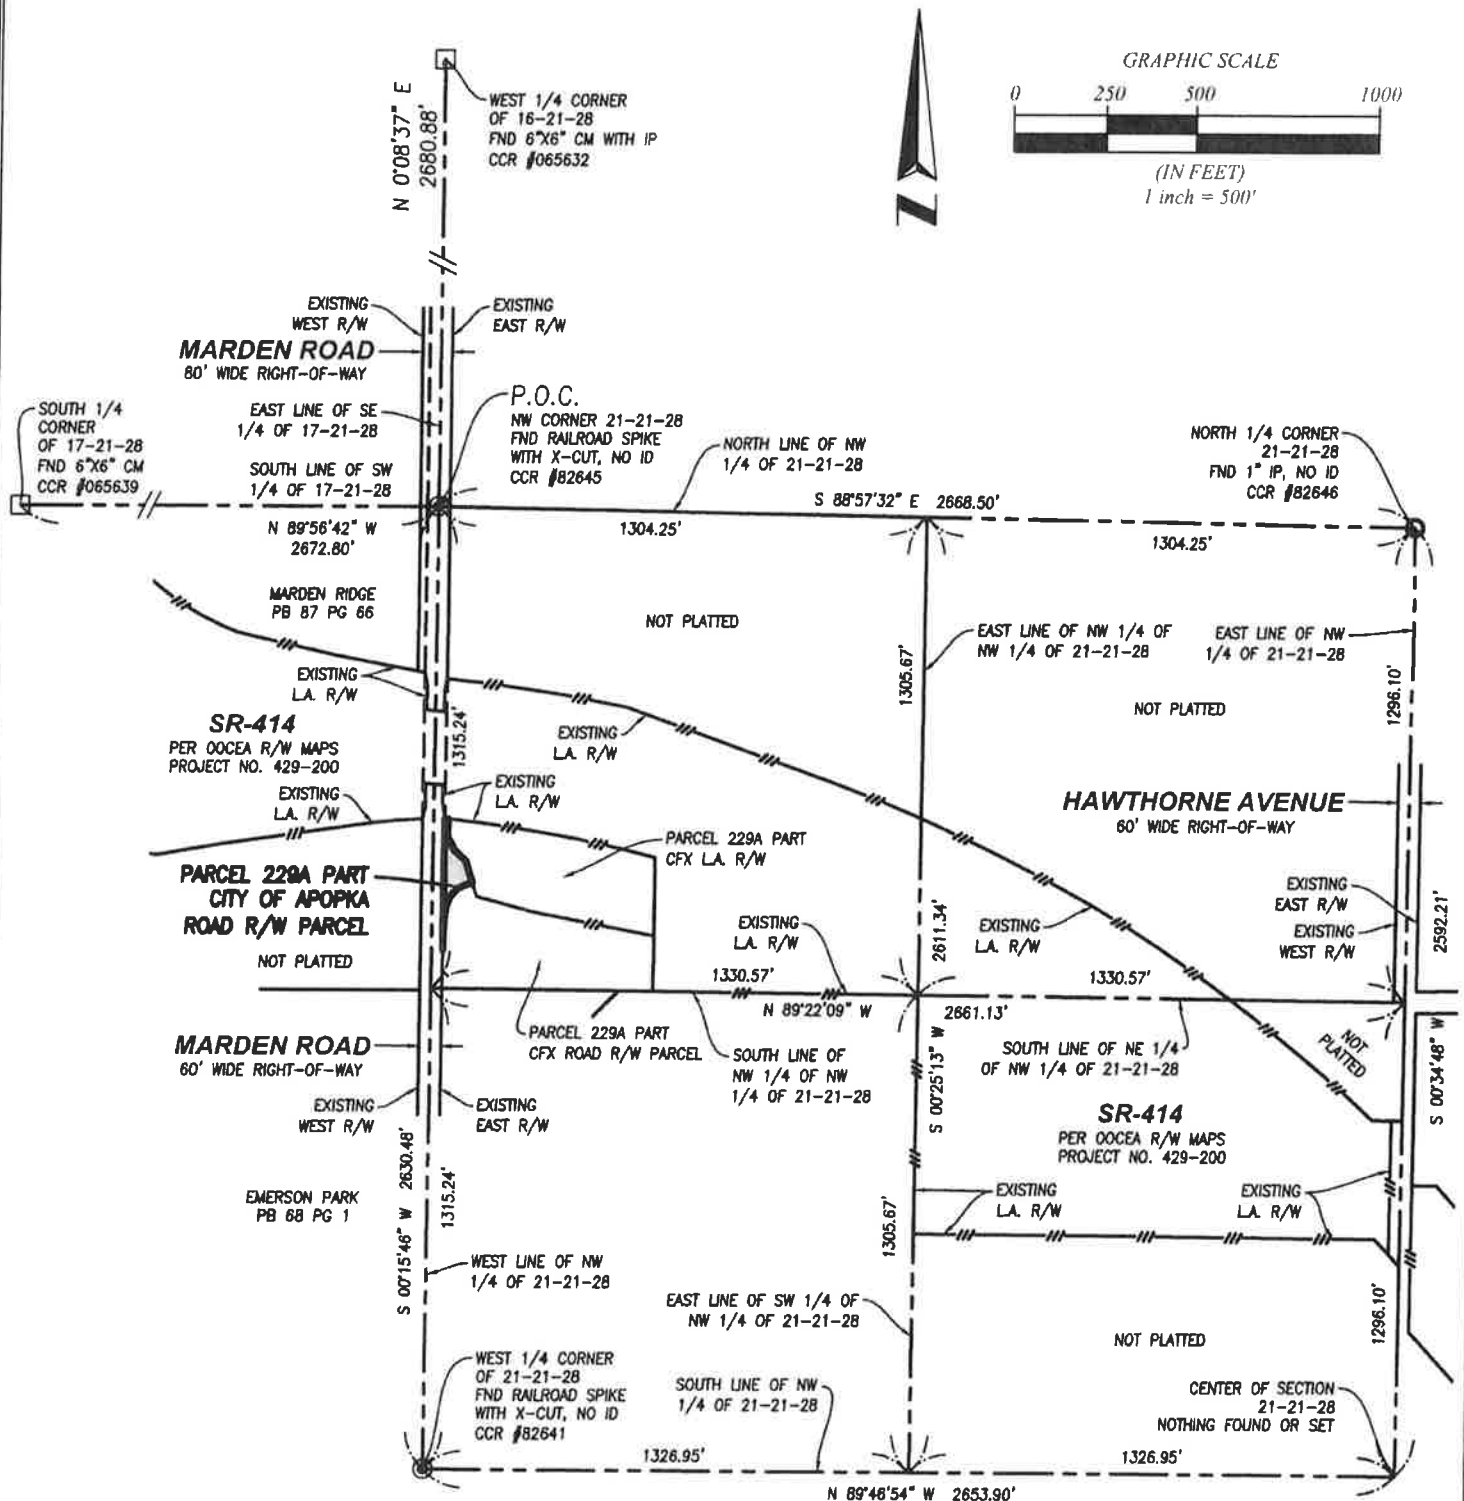 GRAPHIC SCALE
0 250 500 1000
(IN FEET)
1 inch = 500'
N
N 0°08'37" E
2680.88'
WEST 1/4 CORNER
OF 16-21-28
FND 6"X6" CM WITH IP
CCR #065632
EXISTING
WEST R/W
EXISTING
EAST R/W
MARDEN ROAD
80' WIDE RIGHT-OF-WAY
SOUTH 1/4
CORNER
OF 17-21-28
FND 6"X6" CM
CCR #065639
EAST LINE OF SE
1/4 OF 17-21-28
SOUTH LINE OF SW
1/4 OF 17-21-28
P.O.C.
NW CORNER 21-21-28
FND RAILROAD SPIKE
WITH X-CUT, NO ID
CCR #82645
NORTH LINE OF NW
1/4 OF 21-21-28
NORTH 1/4 CORNER
21-21-28
FND 1" IP, NO ID
CCR #82646
N 89°56'42" W
2672.80'
S 88°57'32" E 2668.50'
1304.25'
1304.25'
MARDEN RIDGE
PB 87 PG 66
NOT PLATTED
EAST LINE OF NW 1/4 OF
NW 1/4 OF 21-21-28
EAST LINE OF NW
1/4 OF 21-21-28
1305.67'
1296.10'
EXISTING
L.A. R/W
NOT PLATTED
SR-414
PER OOCEA R/W MAPS
PROJECT NO. 429-200
1315.24'
EXISTING
L.A. R/W
EXISTING
L.A. R/W
EXISTING
L.A. R/W
HAWTHORNE AVENUE
60' WIDE RIGHT-OF-WAY
PARCEL 229A PART
CFX L.A. R/W
PARCEL 229A PART
CITY OF APOPKA
ROAD R/W PARCEL
NOT PLATTED
EXISTING
L.A. R/W
2611.34'
EXISTING
L.A. R/W
EXISTING
EAST R/W
EXISTING
WEST R/W
2592.21'
1330.57'
N 89°22'09" W
1330.57'
2661.13'
MARDEN ROAD
60' WIDE RIGHT-OF-WAY
PARCEL 229A PART
CFX ROAD R/W PARCEL
SOUTH LINE OF
NW 1/4 OF NW
1/4 OF 21-21-28
S 00°25'13" W
SOUTH LINE OF NE 1/4
OF NW 1/4 OF 21-21-28
NOT
PLATTED
S 00°34'48" W
EXISTING
WEST R/W
EXISTING
EAST R/W
SR-414
PER OOCEA R/W MAPS
PROJECT NO. 429-200
EMERSON PARK
PB 68 PG 1
S 00°15'46" W 2630.48'
1315.24'
EXISTING
L.A. R/W
EXISTING
L.A. R/W
1305.67'
WEST LINE OF NW
1/4 OF 21-21-28
EAST LINE OF SW 1/4 OF
NW 1/4 OF 21-21-28
NOT PLATTED
1296.10'
WEST 1/4 CORNER
OF 21-21-28
FND RAILROAD SPIKE
WITH X-CUT, NO ID
CCR #82641
SOUTH LINE OF NW
1/4 OF 21-21-28
CENTER OF SECTION
21-21-28
NOTHING FOUND OR SET
1326.95'
1326.95'
N 89°46'54" W 2653.90'